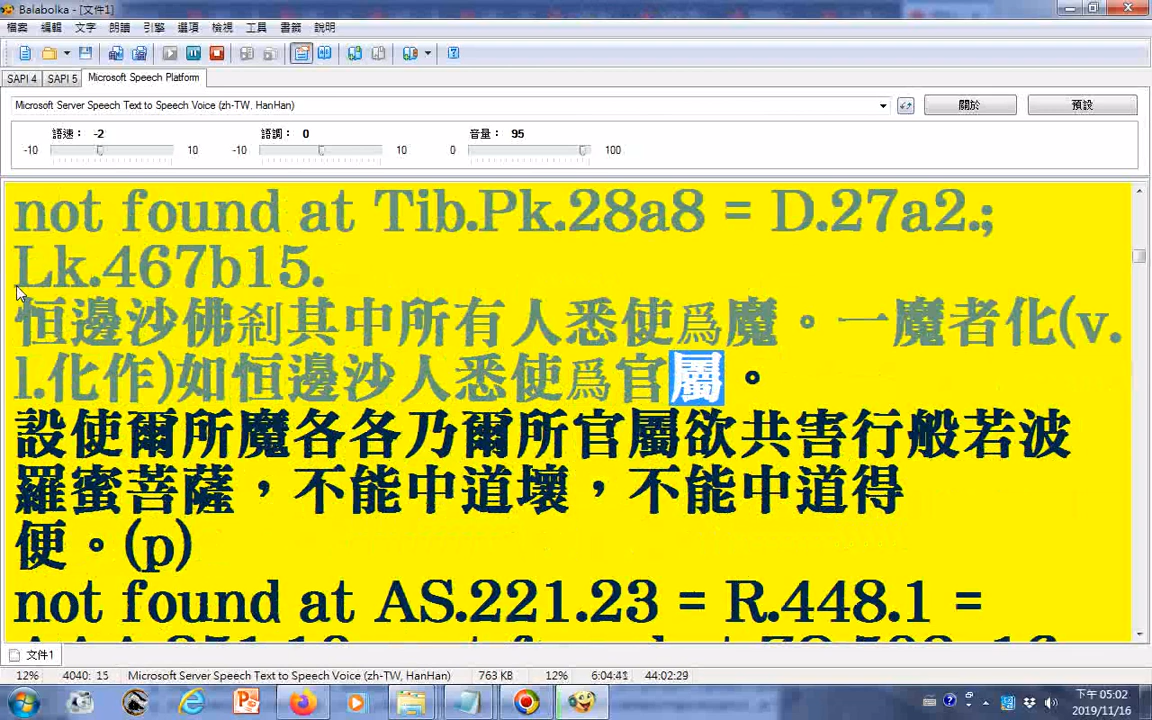 Balabolka - [文件1]
檔案 編輯 文字 朗讀 引擎 選項 檢視 工具 書籤 說明
SAPI 4 SAPI 5 Microsoft Speech Platform
Microsoft Server Speech Text to Speech Voice (zh-TW, HanHan) 關於 預設
語速： -2 語調： 0 音量： 95
-10 10 -10 10 0 100
not found at Tib.Pk.28a8 = D.27a2.;
Lk.467b15.
恒邊沙佛剎其中所有人悉使爲魔。一魔者化(v.
l.化作)如恒邊沙人悉使爲官屬。
設使爾所魔各各乃爾所官屬欲共害行般若波
羅蜜菩薩，不能中道壞，不能中道得
便。(p)
not found at AS.221.23 = R.448.1 =
文件1
12% 4040: 15 Microsoft Server Speech Text to Speech Voice (zh-TW, HanHan) 763 KB 12% 6:04:41 44:02:29
下午 05:02
2019/11/16